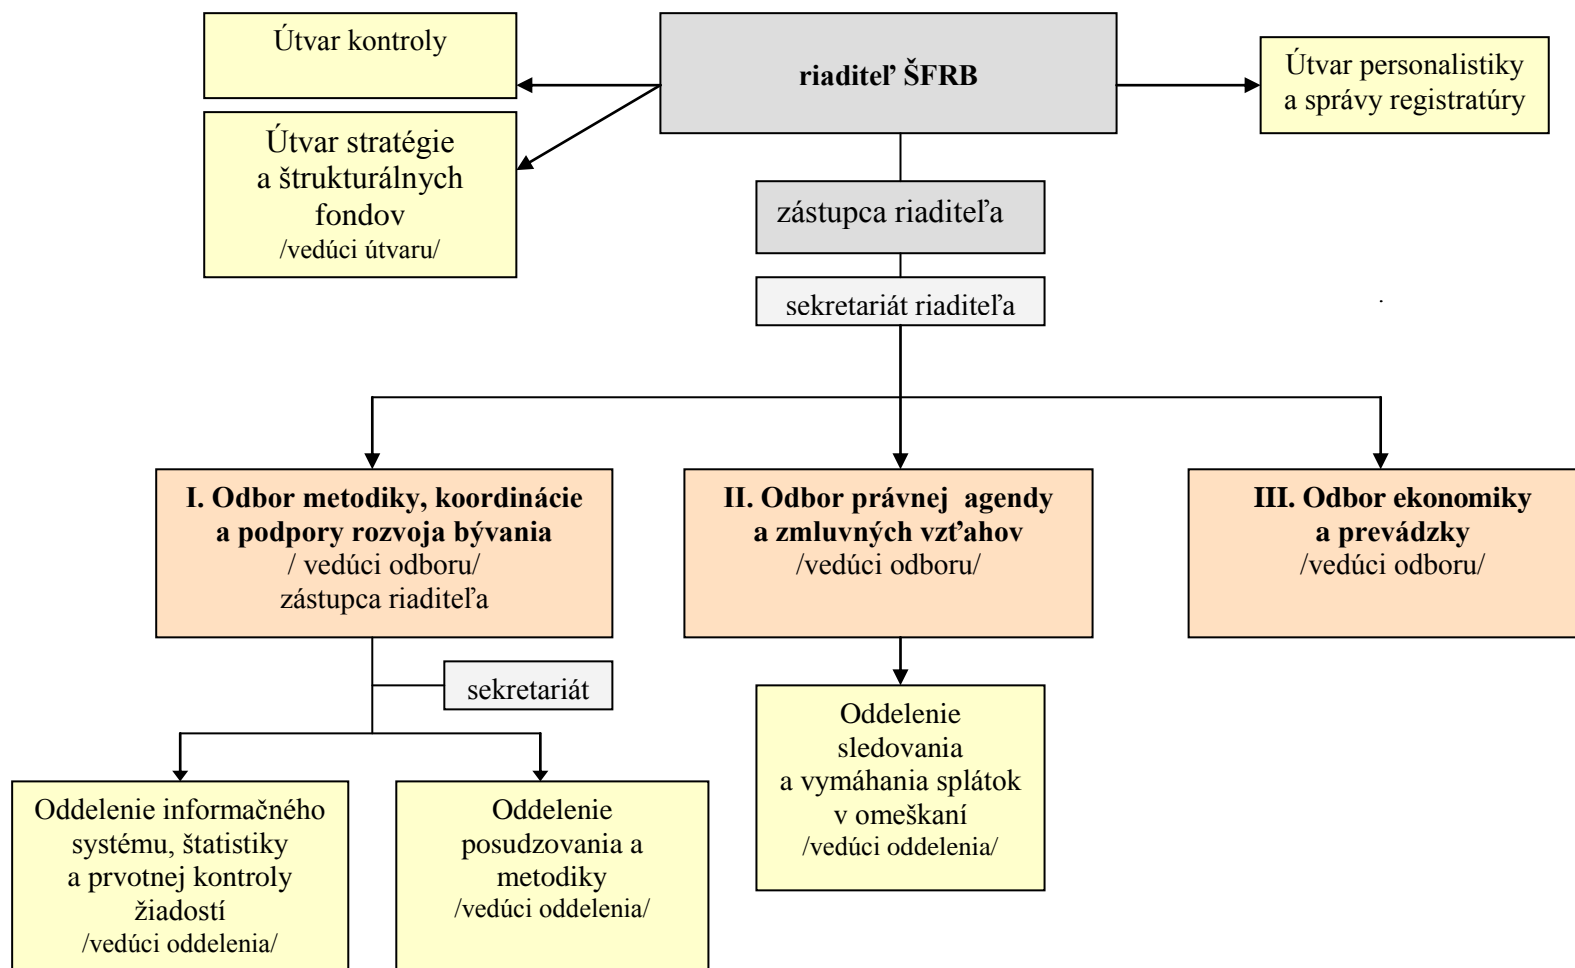 Útvar kontroly
riaditeľ ŠFRB
Útvar personalistiky
a správy registratúry
Útvar stratégie
a štrukturálnych
fondov
/vedúci útvaru/
zástupca riaditeľa
sekretariát riaditeľa
.
I. Odbor metodiky, koordinácie
a podpory rozvoja bývania
/ vedúci odboru/
zástupca riaditeľa
II. Odbor právnej  agendy
a zmluvných vzťahov
/vedúci odboru/
III. Odbor ekonomiky
a prevádzky
/vedúci odboru/
sekretariát
Oddelenie
sledovania
a vymáhania splátok
v omeškaní
/vedúci oddelenia/
Oddelenie informačného
systému, štatistiky
a prvotnej kontroly
žiadostí
/vedúci oddelenia/
Oddelenie
posudzovania a
metodiky
/vedúci oddelenia/